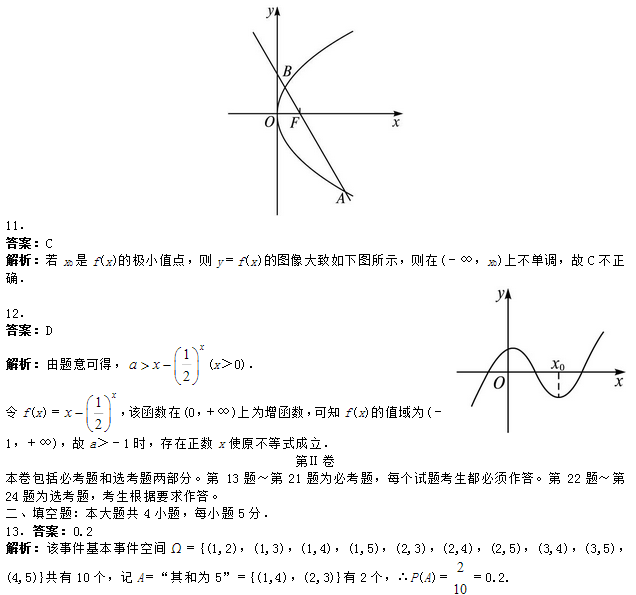 y
B
O F x
A
11.
答案:C
解析:若 x₀是 f(x)的极小值点,则 y=f(x)的图像大致如下图所示,则在(-∞,x₀)上不单调,故 C 不正
确.
12.
答案:D
解析:由题意可得,a>x-(1/2)^x (x>0).
令 f(x)=x-(1/2)^x,该函数在(0,+∞)上为增函数,可知 f(x)的值域为(-
1,+∞),故 a>-1 时,存在正数 x 使原不等式成立.
y
x₀
O x
第Ⅱ卷
本卷包括必考题和选考题两部分。第 13 题~第 21 题为必考题,每个试题考生都必须作答。第 22 题~第
24 题为选考题,考生根据要求作答。
二、填空题:本大题共 4 小题,每小题 5 分.
13.答案:0.2
解析:该事件基本事件空间 Ω={(1,2),(1,3),(1,4),(1,5),(2,3),(2,4),(2,5),(3,4),(3,5),
(4,5)}共有 10 个,记 A=“其和为 5”={(1,4),(2,3)}有 2 个,∴P(A)=2/10=0.2.